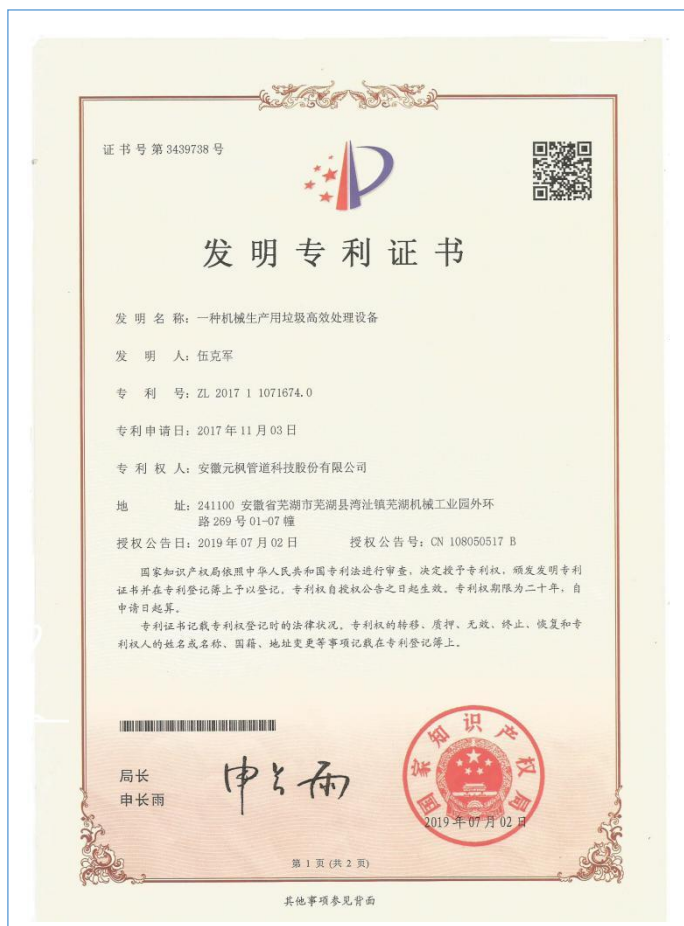 证书号第3439738号
发明专利证书
发明名称：一种机械生产用垃圾高效处理设备
发明人：伍克军
专利号：ZL 2017 1 1071674.0
专利申请日：2017年11月03日
专利权人：安徽元枫管道科技股份有限公司
地址：241100 安徽省芜湖市芜湖县湾沚镇芜湖机械工业园外环
路269号01-07幢
授权公告日：2019年07月02日 授权公告号：CN 108050517 B
国家知识产权局依照中华人民共和国专利法进行审查，决定授予专利权，颁发发明专利
证书并在专利登记簿上予以登记。专利权自授权公告之日起生效。专利权期限为二十年，自
申请日起算。
专利证书记载专利权登记时的法律状况。专利权的转移、质押、无效、终止、恢复和专
利权人的姓名或名称、国籍、地址变更等事项记载在专利登记簿上。
局长
申长雨
申长雨
国家知识产权局
2019年07月02日
第1页(共2页)
其他事项参见背面